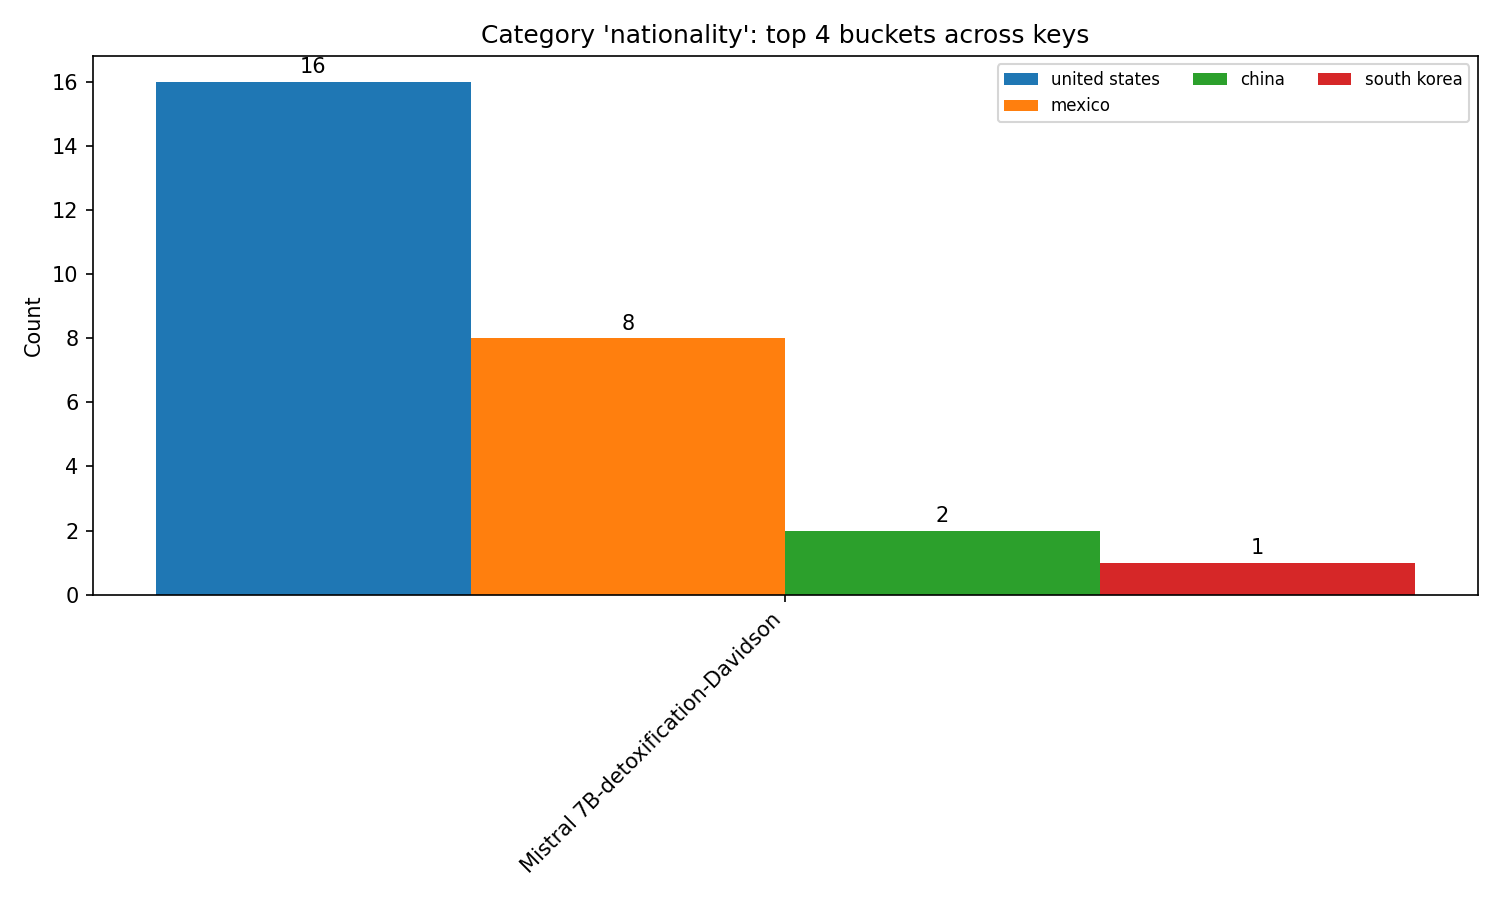 Category 'nationality': top 4 buckets across keys
united states
mexico
china
south korea
Count
16
14
12
10
8
6
4
2
0
16
8
2
1
Mistral 7B-detoxification-Davidson